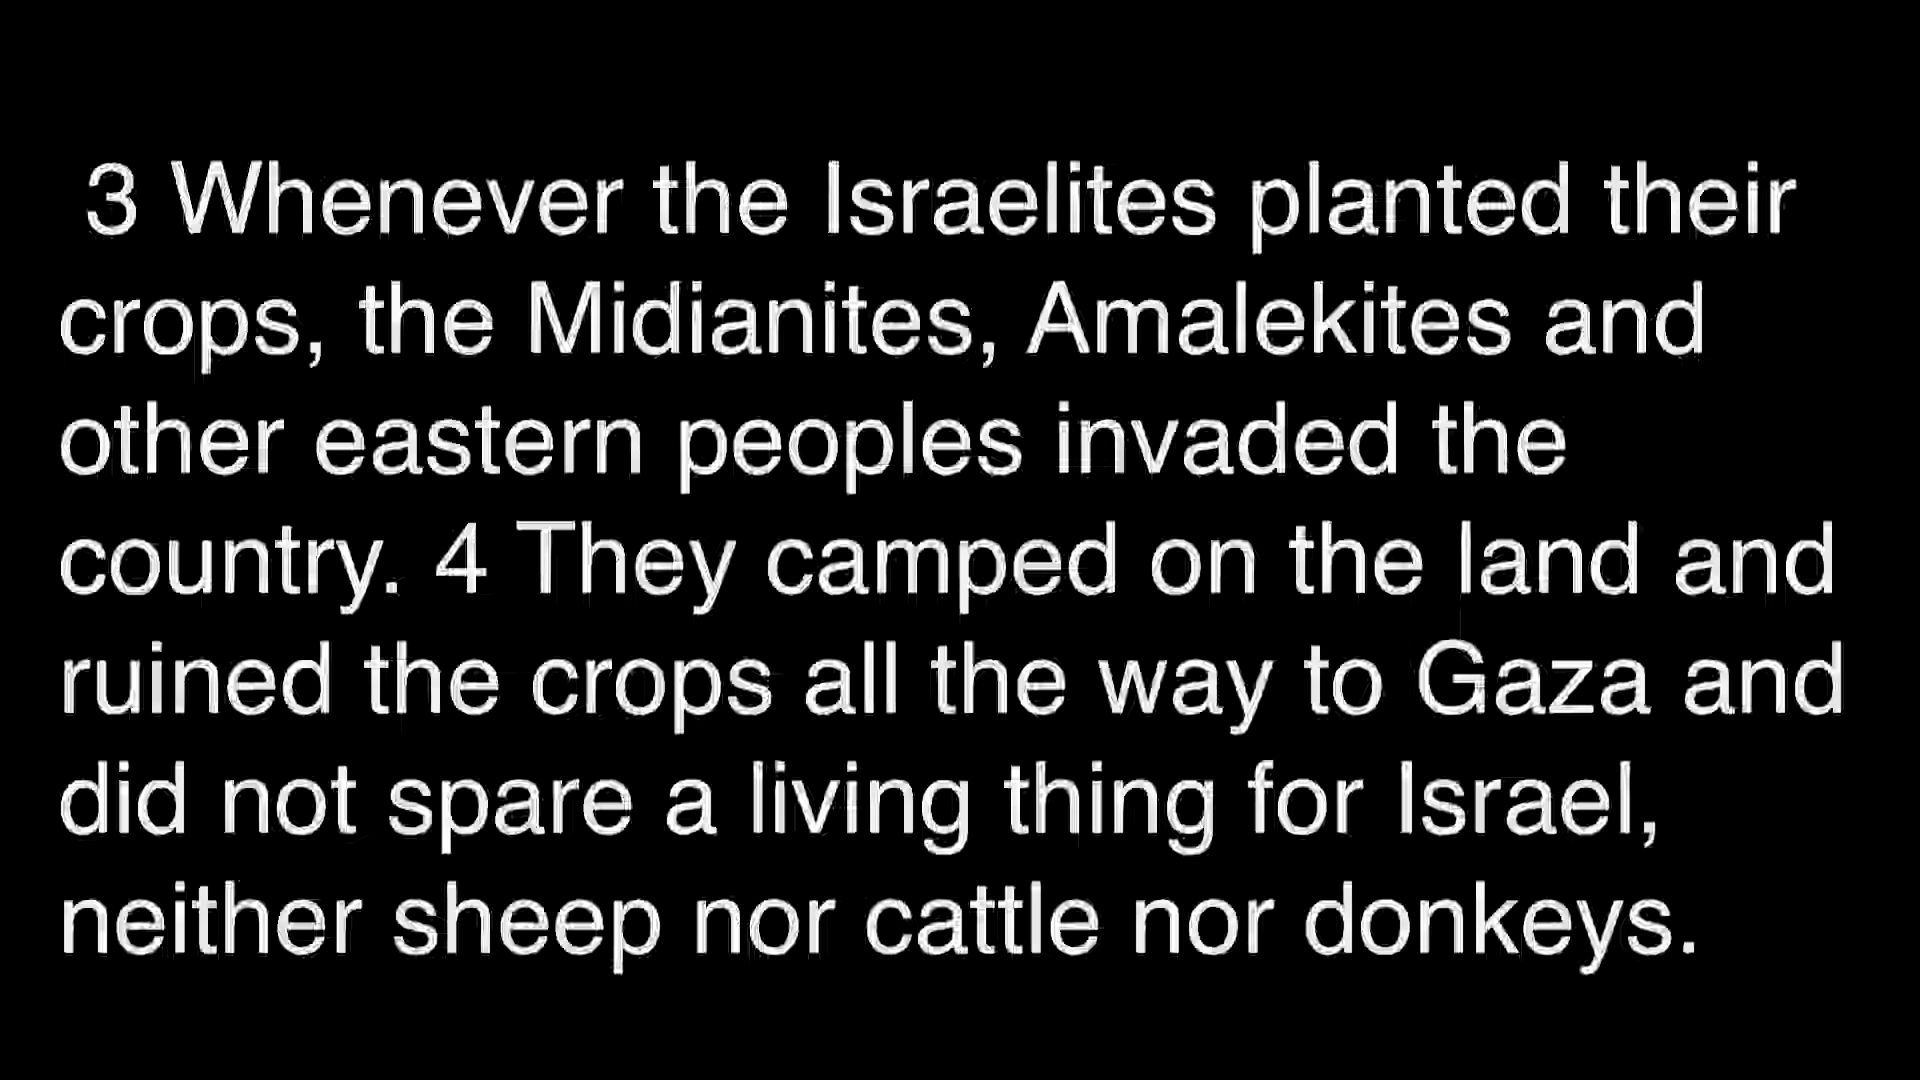 3 Whenever the Israelites planted their
crops, the Midianites, Amalekites and
other eastern peoples invaded the
country. 4 They camped on the land and
ruined the crops all the way to Gaza and
did not spare a living thing for Israel,
neither sheep nor cattle nor donkeys.